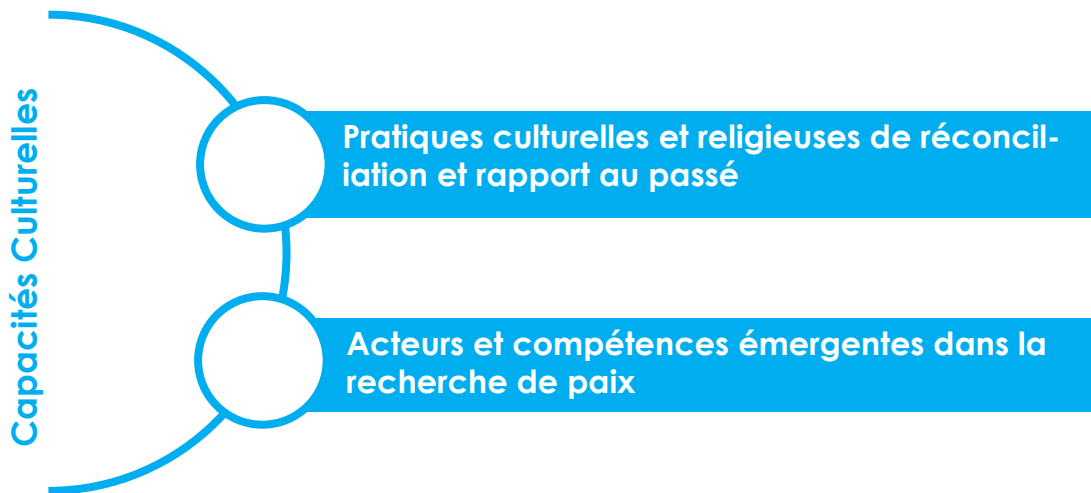 Capacités Culturelles
Pratiques culturelles et religieuses de réconcil-
iation et rapport au passé
Acteurs et compétences émergentes dans la
recherche de paix